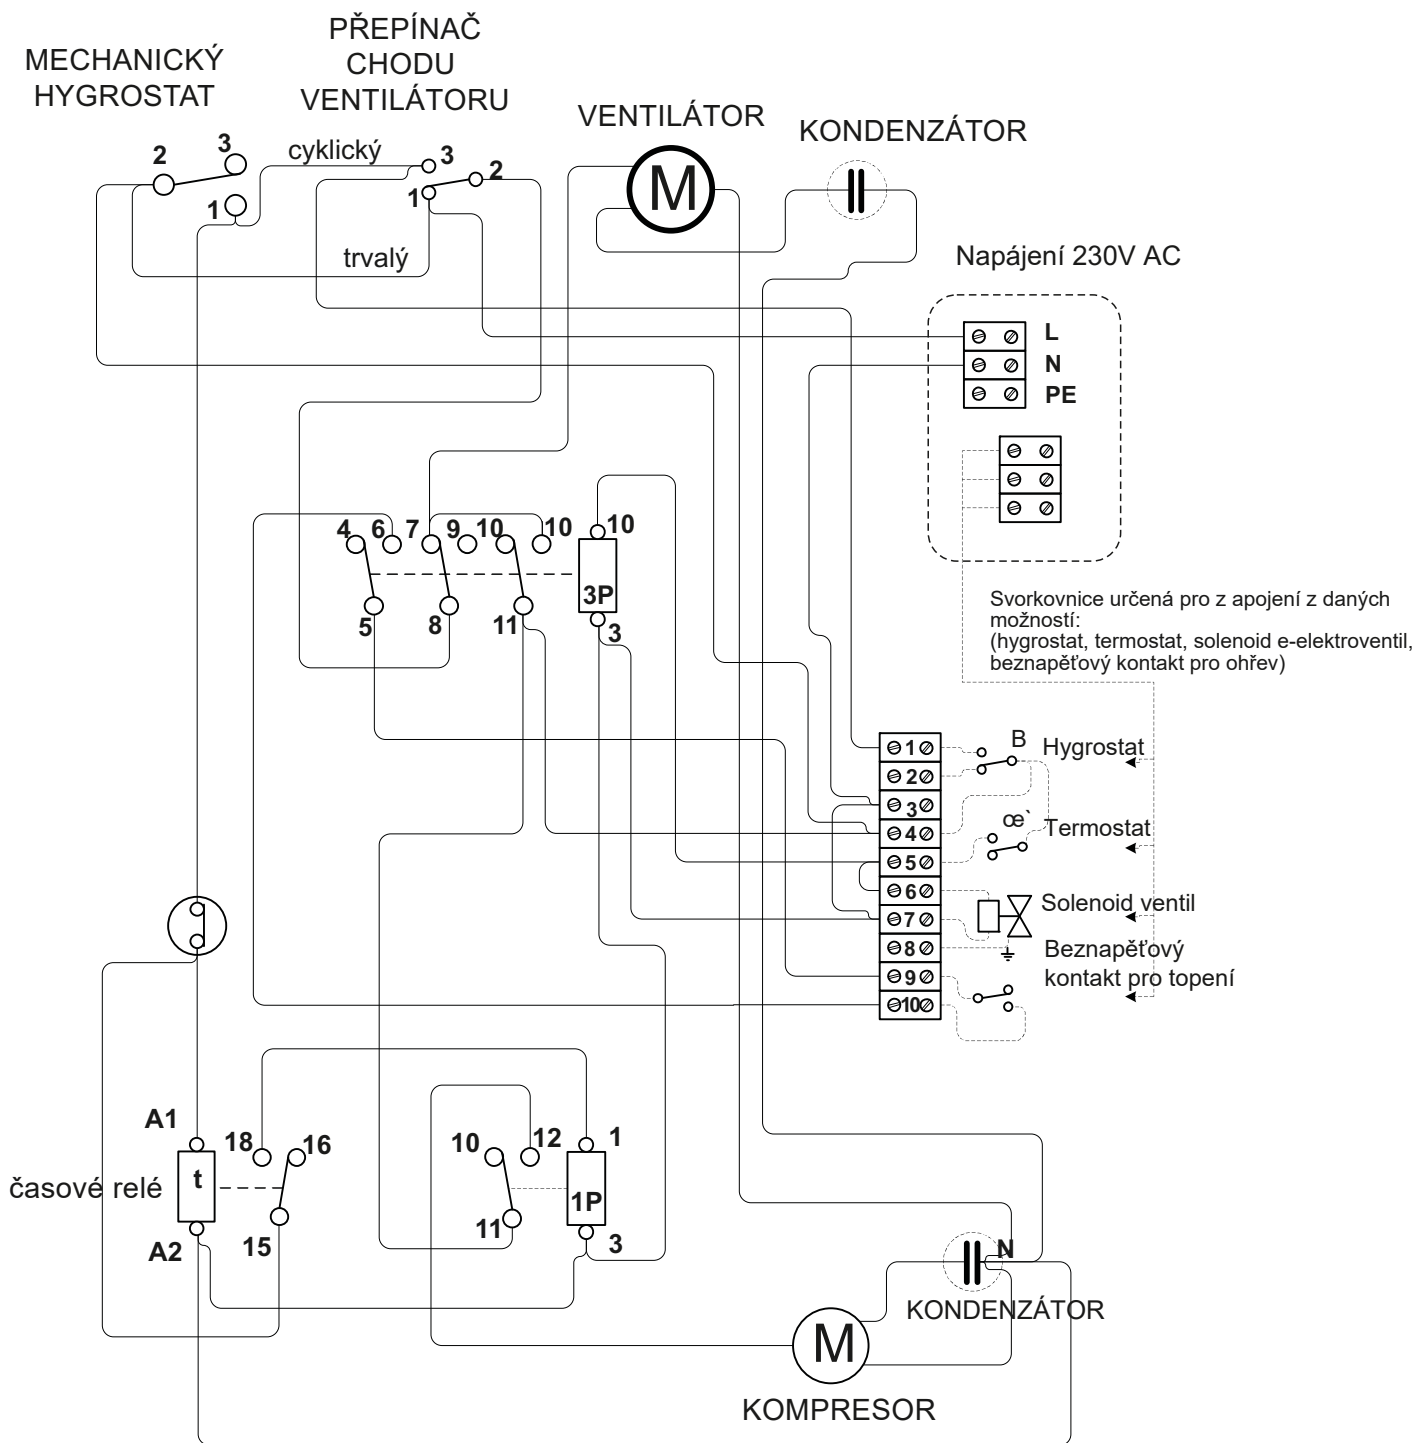 MECHANICKÝ
HYGROSTAT
PŘEPÍNAČ
CHODU
VENTILÁTORU
VENTILÁTOR
KONDENZÁTOR
2
3
1
cyklický
3
2
1
trvalý
M
Napájení 230V AC
L
N
PE
4
6
7
9
10
10
10
3P
5
8
11
3
Svorkovnice určená pro z apojení z daných
možností:
(hygrostat, termostat, solenoid e-elektroventil,
beznapěťový kontakt pro ohřev)
1
2
3
4
5
6
7
8
9
10
B
Hygrostat
œ`
Termostat
Solenoid ventil
Beznapěťový
kontakt pro topení
A1
18
16
t
časové relé
A2
15
10
12
1
1P
11
3
N
KONDENZÁTOR
M
KOMPRESOR